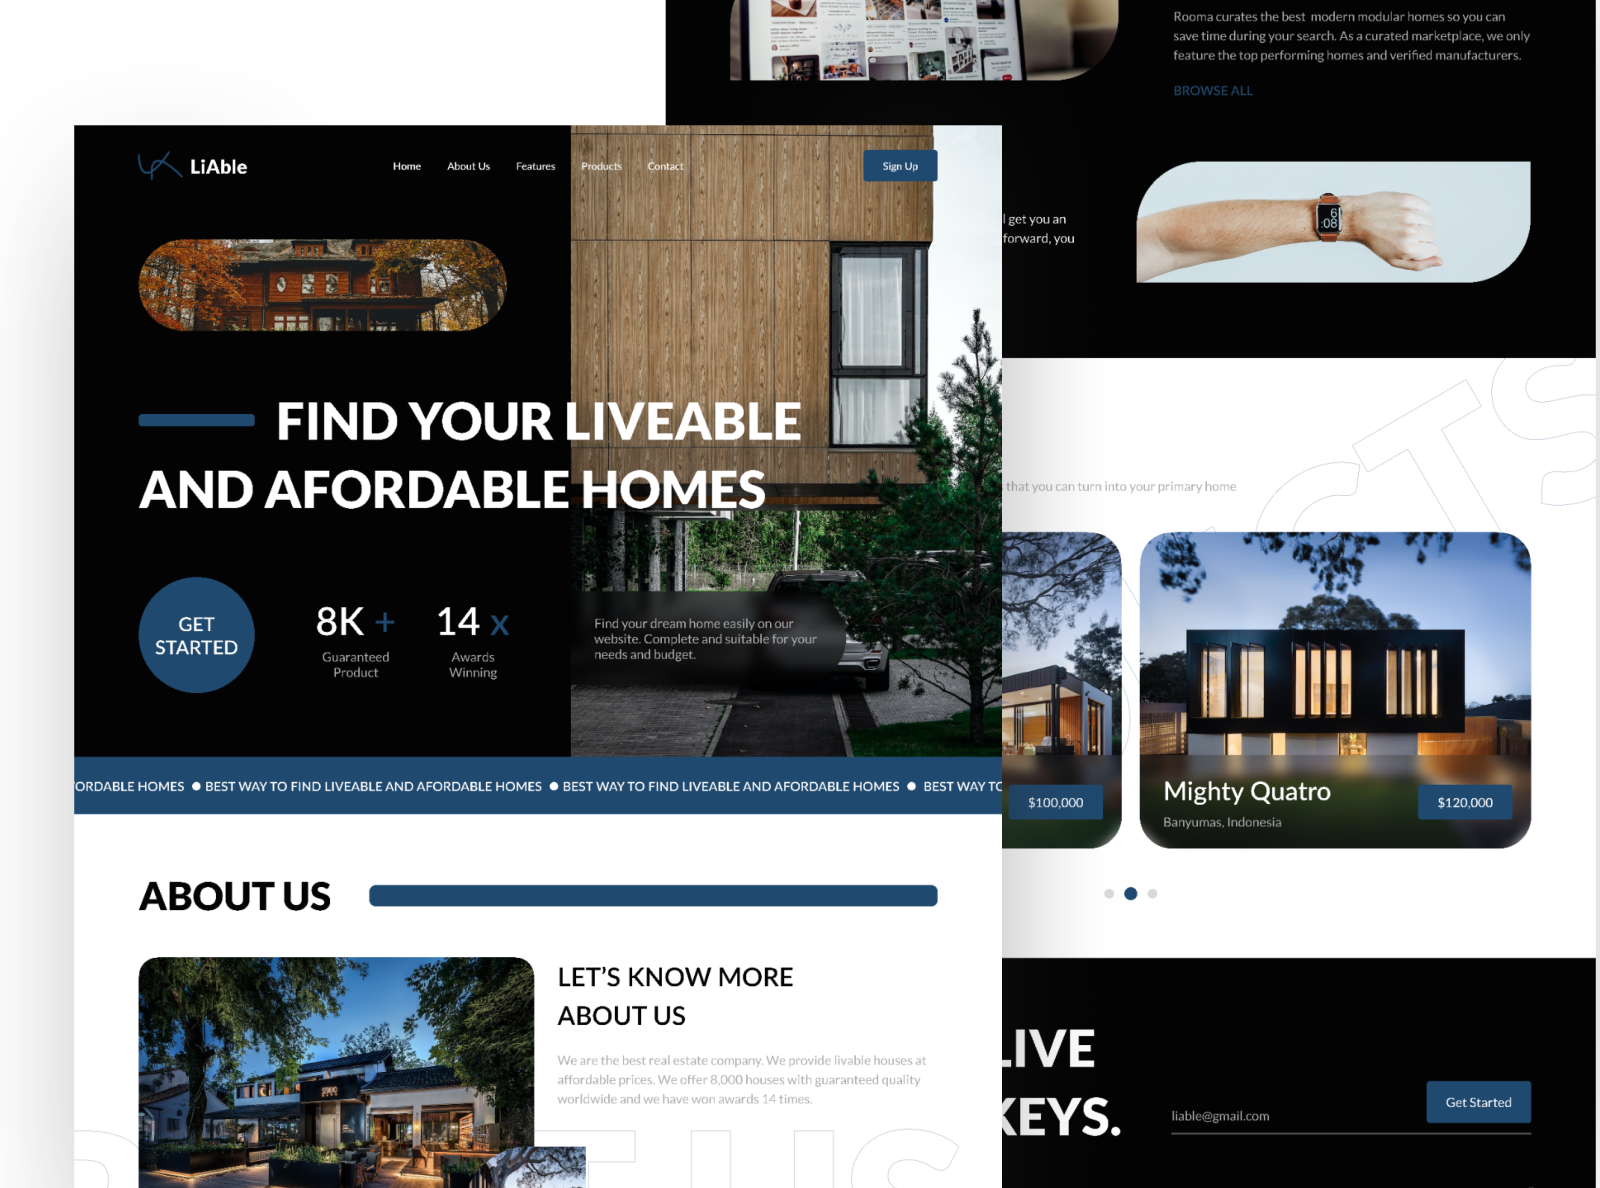 LiAble
Home
About Us
Features
Products
Contact
Sign Up
FIND YOUR LIVEABLE
AND AFORDABLE HOMES
GET
STARTED
8K +
Guaranteed
Product
14 x
Awards
Winning
Find your dream home easily on our
website. Complete and suitable for your
needs and budget.
ORDABLE HOMES ● BEST WAY TO FIND LIVEABLE AND AFORDABLE HOMES ● BEST WAY TO FIND LIVEABLE AND AFORDABLE HOMES ● BEST WAY TO
ABOUT US
LET'S KNOW MORE
ABOUT US
We are the best real estate company. We provide livable houses at
affordable prices. We offer 8,000 houses with guaranteed quality
worldwide and we have won awards 14 times.
T US
Rooma curates the best modern modular homes so you can
save time during your search. As a curated marketplace, we only
feature the top performing homes and verified manufacturers.
BROWSE ALL
get you an
forward, you
6
:08
CTS
that you can turn into your primary home
$100,000
Mighty Quatro
Banyumas, Indonesia
$120,000
LIVE
KEYS.
liable@gmail.com
Get Started